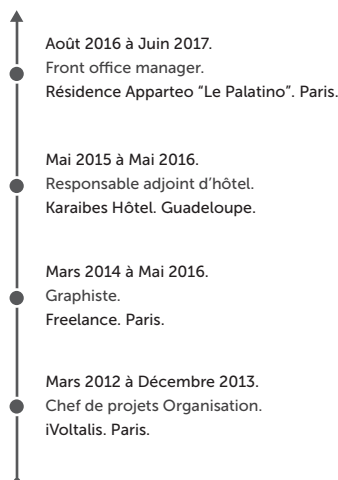 Août 2016 à Juin 2017.
Front office manager.
Résidence Apparteo “Le Palatino”. Paris.
Mai 2015 à Mai 2016.
Responsable adjoint d’hôtel.
Karaibes Hôtel. Guadeloupe.
Mars 2014 à Mai 2016.
Graphiste.
Freelance. Paris.
Mars 2012 à Décembre 2013.
Chef de projets Organisation.
iVoltalis. Paris.